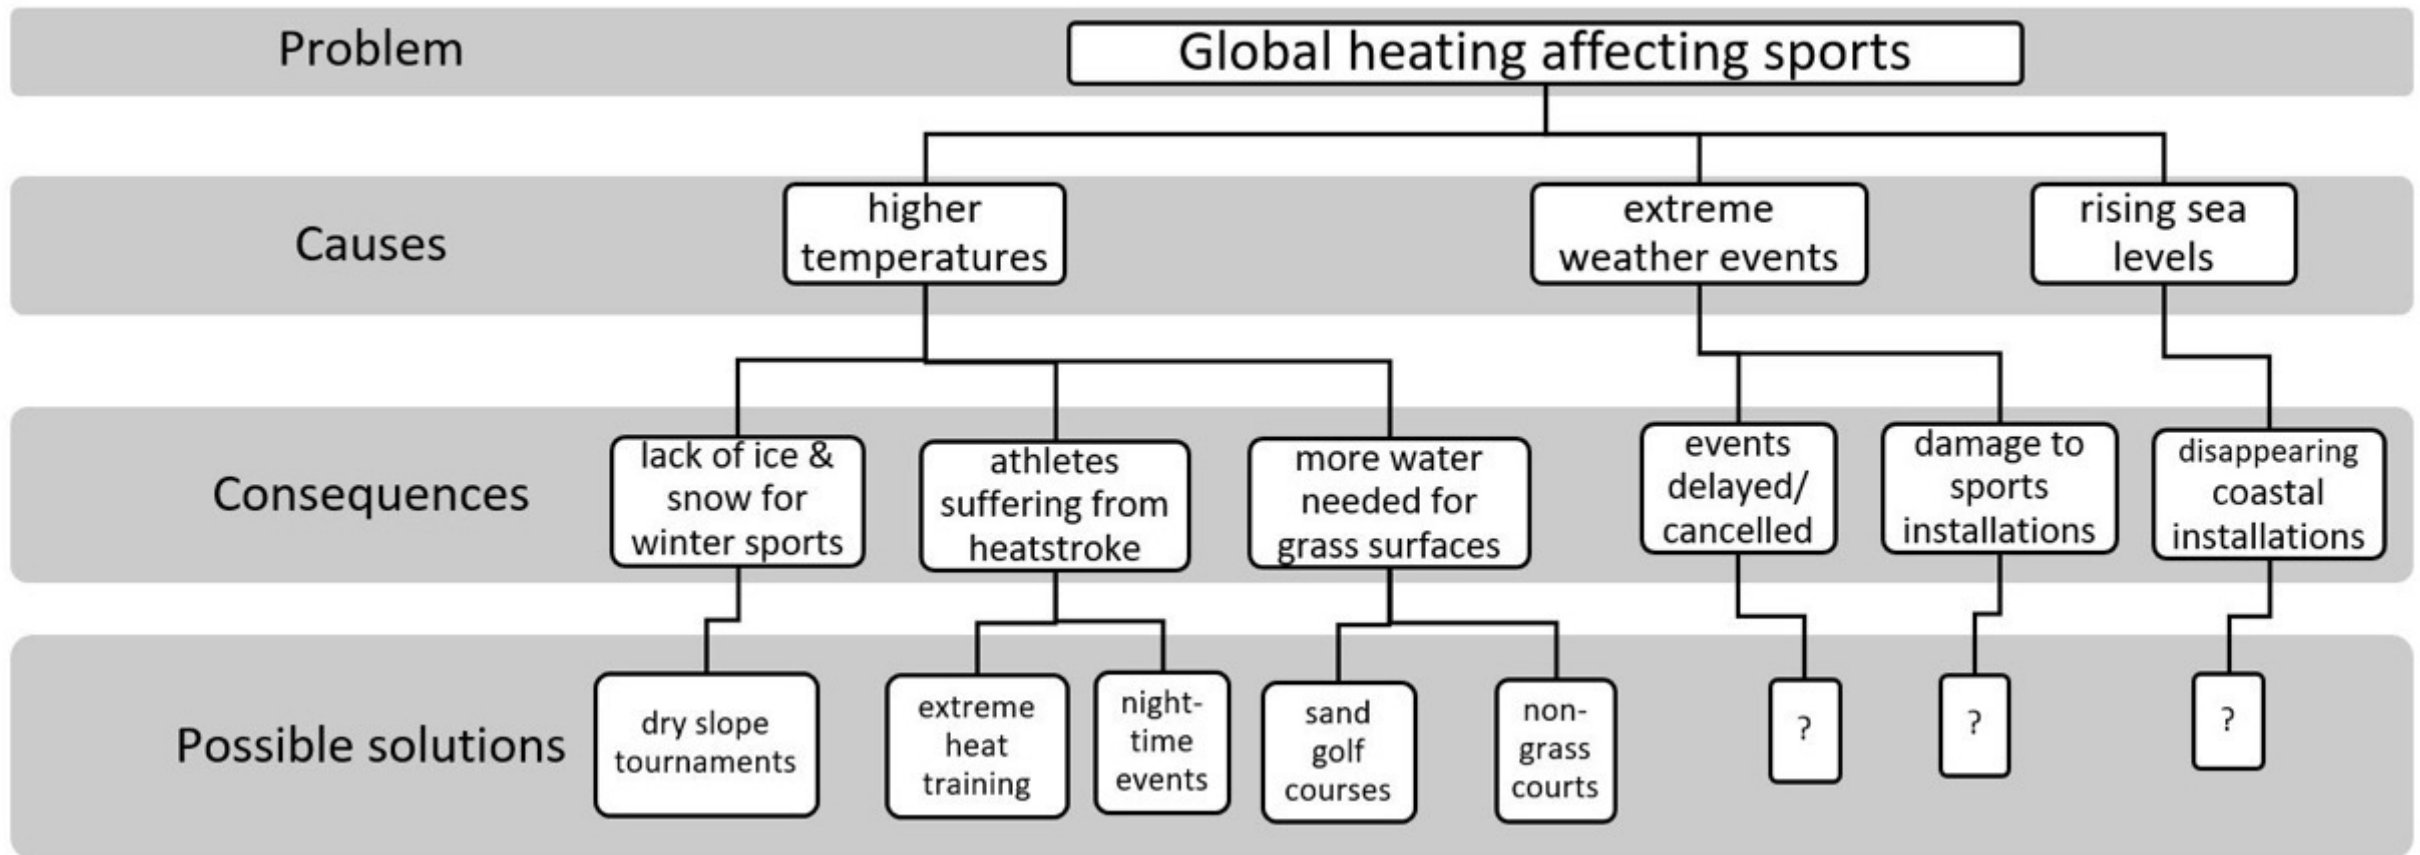 Problem
Global heating affecting sports
Causes
higher
temperatures
extreme
weather events
rising sea
levels
Consequences
lack of ice &
snow for
winter sports
athletes
suffering from
heatstroke
more water
needed for
grass surfaces
events
delayed/
cancelled
damage to
sports
installations
disappearing
coastal
installations
Possible solutions
dry slope
tournaments
extreme
heat
training
night-
time
events
sand
golf
courses
non-
grass
courts
?
?
?